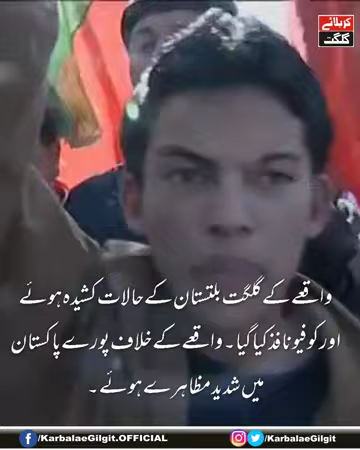 کربلائے
گلگت
واقعے کے گلگت بلتستان کے حالات کشیدہ ہوئے
اور کوفیو نافذ کیا گیا۔ واقعے کے خلاف پورے پاکستان
میں شدید مظاہرے ہوئے۔
/KarbalaeGilgit.OFFICIAL
/KarbalaeGilgit